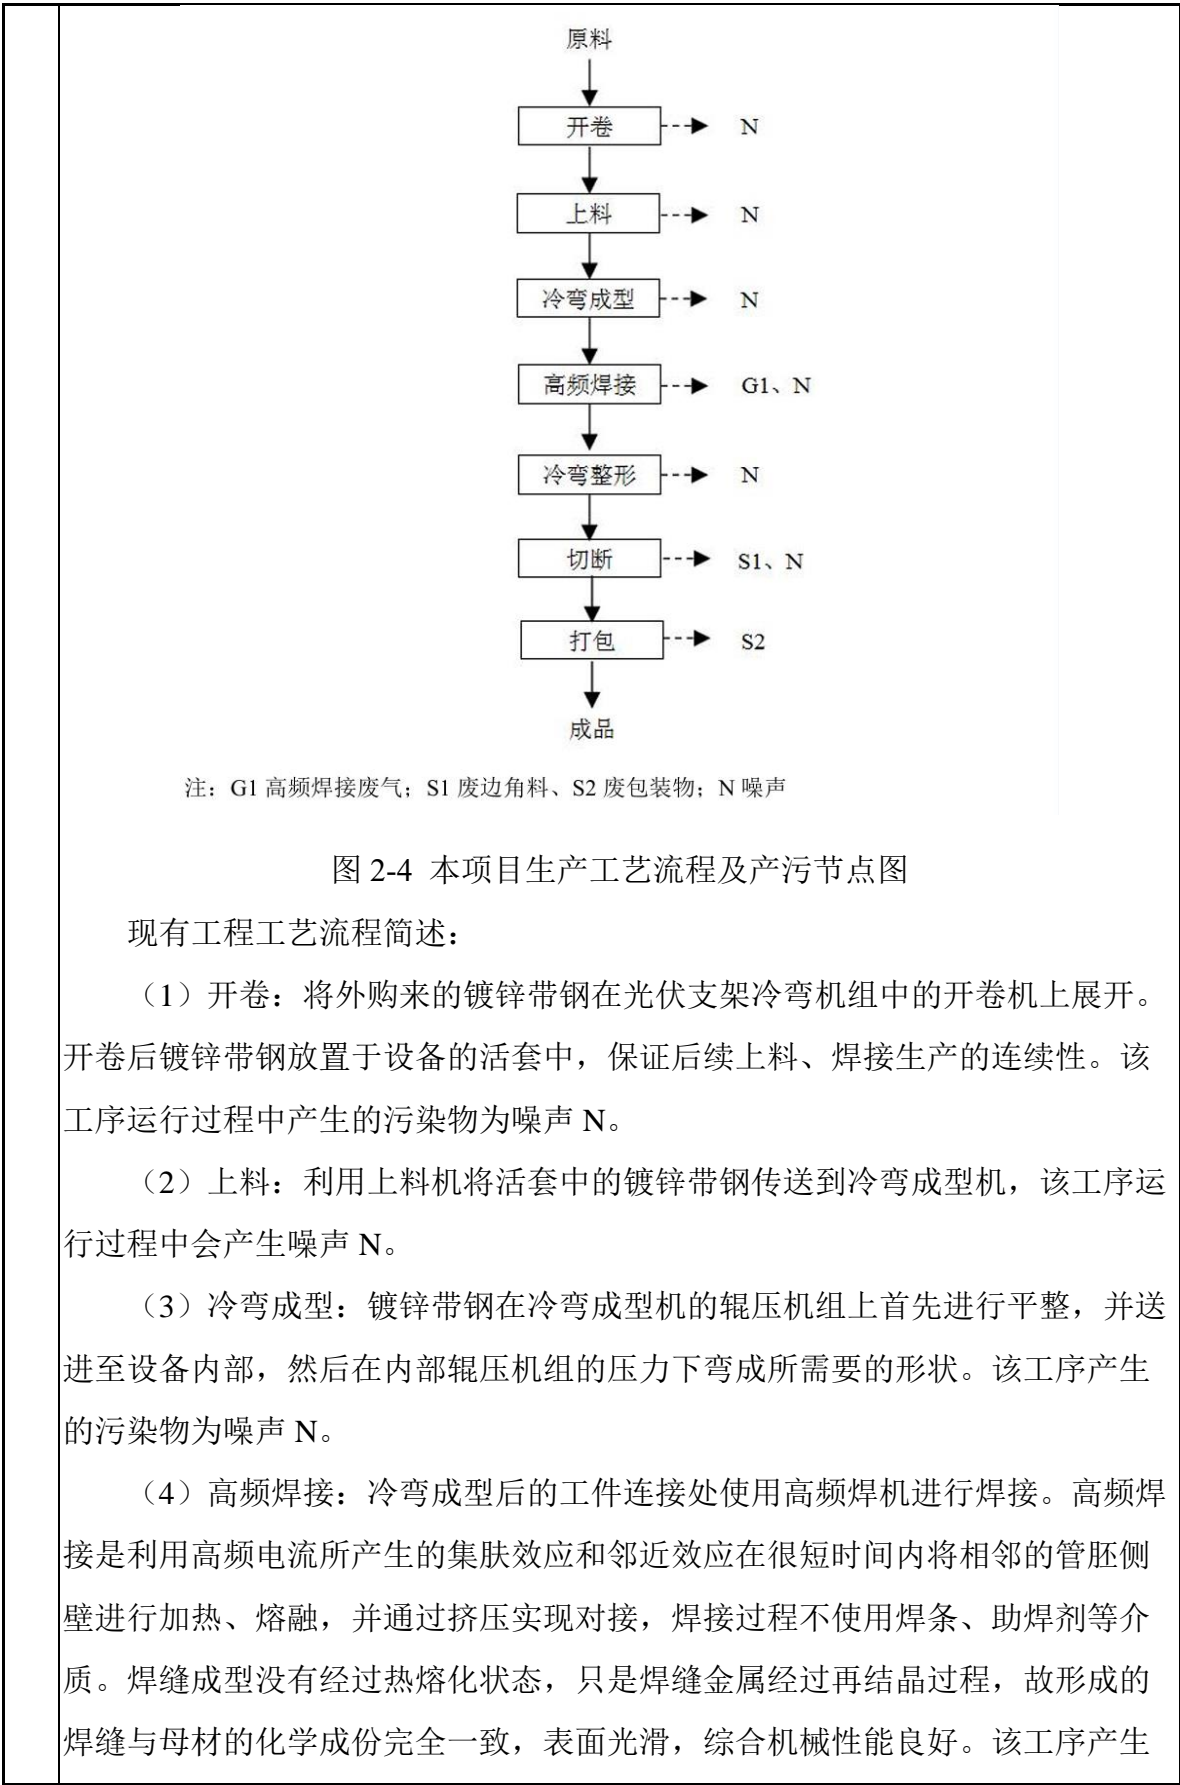 原料
开卷 N
上料 N
冷弯成型 N
高频焊接 G1、N
冷弯整形 N
切断 S1、N
打包 S2
成品
注：G1 高频焊接废气；S1 废边角料、S2 废包装物；N 噪声
图 2-4 本项目生产工艺流程及产污节点图
现有工程工艺流程简述：
（1）开卷：将外购来的镀锌带钢在光伏支架冷弯机组中的开卷机上展开。
开卷后镀锌带钢放置于设备的活套中，保证后续上料、焊接生产的连续性。该
工序运行过程中产生的污染物为噪声 N。
（2）上料：利用上料机将活套中的镀锌带钢传送到冷弯成型机，该工序运
行过程中会产生噪声 N。
（3）冷弯成型：镀锌带钢在冷弯成型机的辊压机组上首先进行平整，并送
进至设备内部，然后在内部辊压机组的压力下弯成所需要的形状。该工序产生
的污染物为噪声 N。
（4）高频焊接：冷弯成型后的工件连接处使用高频焊机进行焊接。高频焊
接是利用高频电流所产生的集肤效应和邻近效应在很短时间内将相邻的管胚侧
壁进行加热、熔融，并通过挤压实现对接，焊接过程不使用焊条、助焊剂等介
质。焊缝成型没有经过热熔化状态，只是焊缝金属经过再结晶过程，故形成的
焊缝与母材的化学成份完全一致，表面光滑，综合机械性能良好。该工序产生